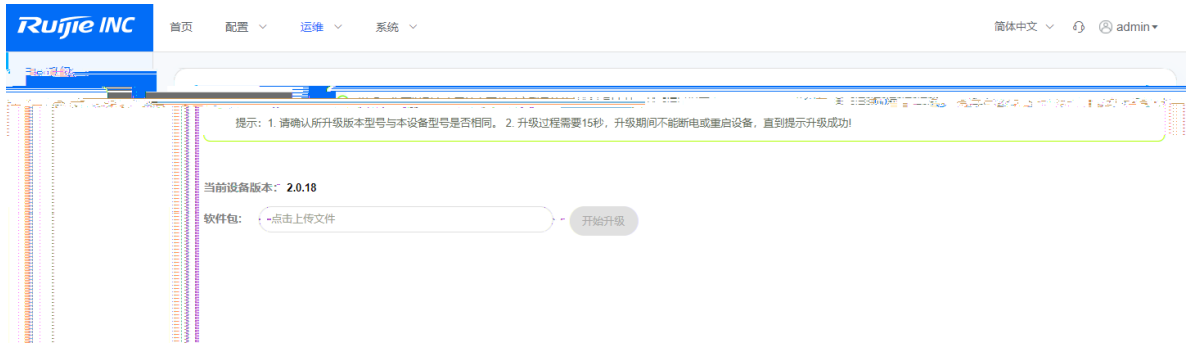 Ruijie INC 首页 配置 运维 系统 简体中文 admin
提示：1. 请确认所升级版本型号与本设备型号是否相同。 2. 升级过程需要15秒，升级期间不能断电或重启设备，直到提示升级成功!
当前设备版本： 2.0.18
软件包： 点击上传文件 开始升级